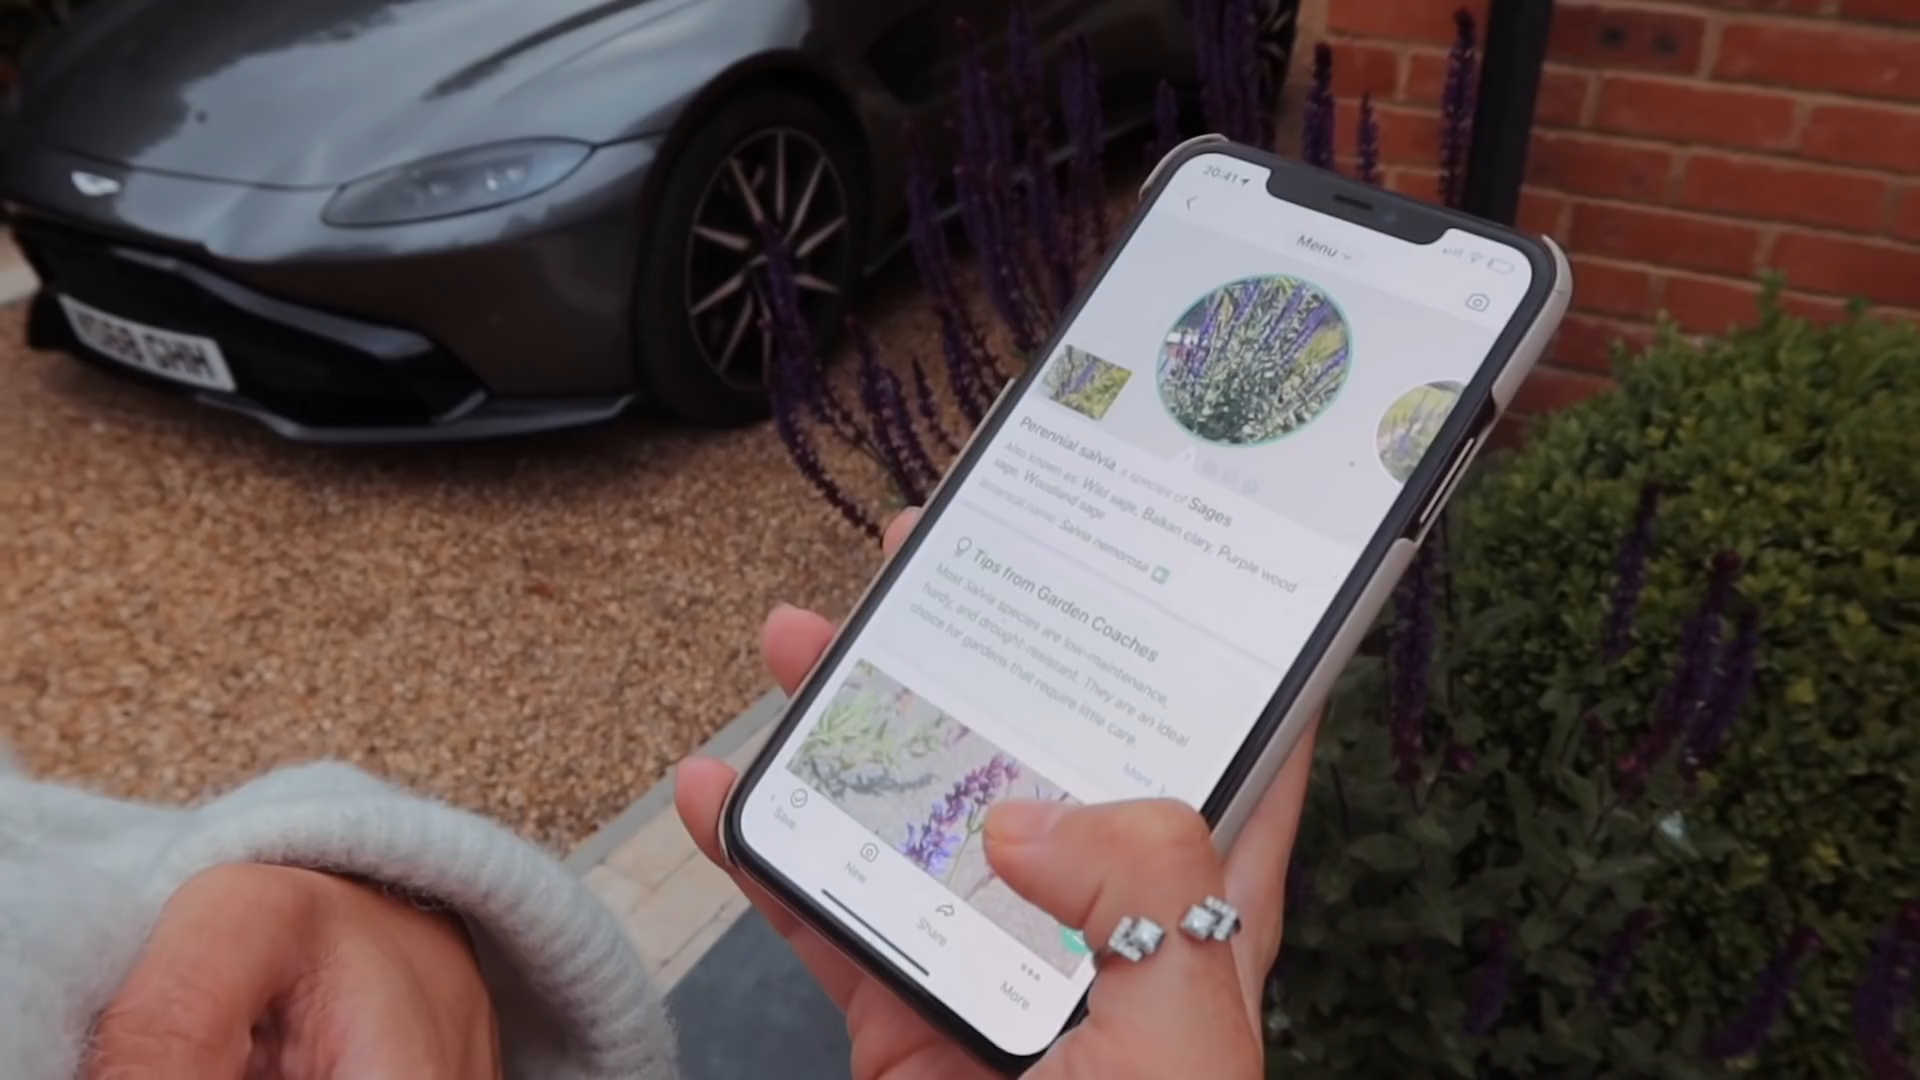 20:41
Menu
Perennial salvia, a species of Sages
Also known as: Wild sage, Balkan clary, Purple wood
sage, Woodland sage
Botanical name: Salvia nemorosa
Tips from Garden Coaches
Most Salvia species are low-maintenance,
hardy, and drought-resistant. They are an ideal
choice for gardens that require little care.
More
Save
New
Share
More